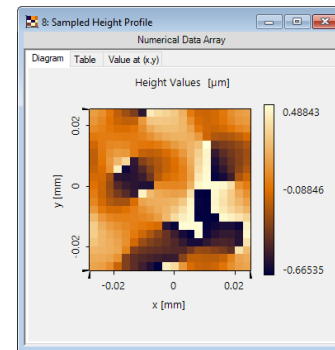 8: Sampled Height Profile
Numerical Data Array
Diagram Table Value at (x,y)
Height Values [µm]
0.48843
-0.08846
-0.66535
y [mm]
0.02
0
-0.02
-0.02 0 0.02
x [mm]